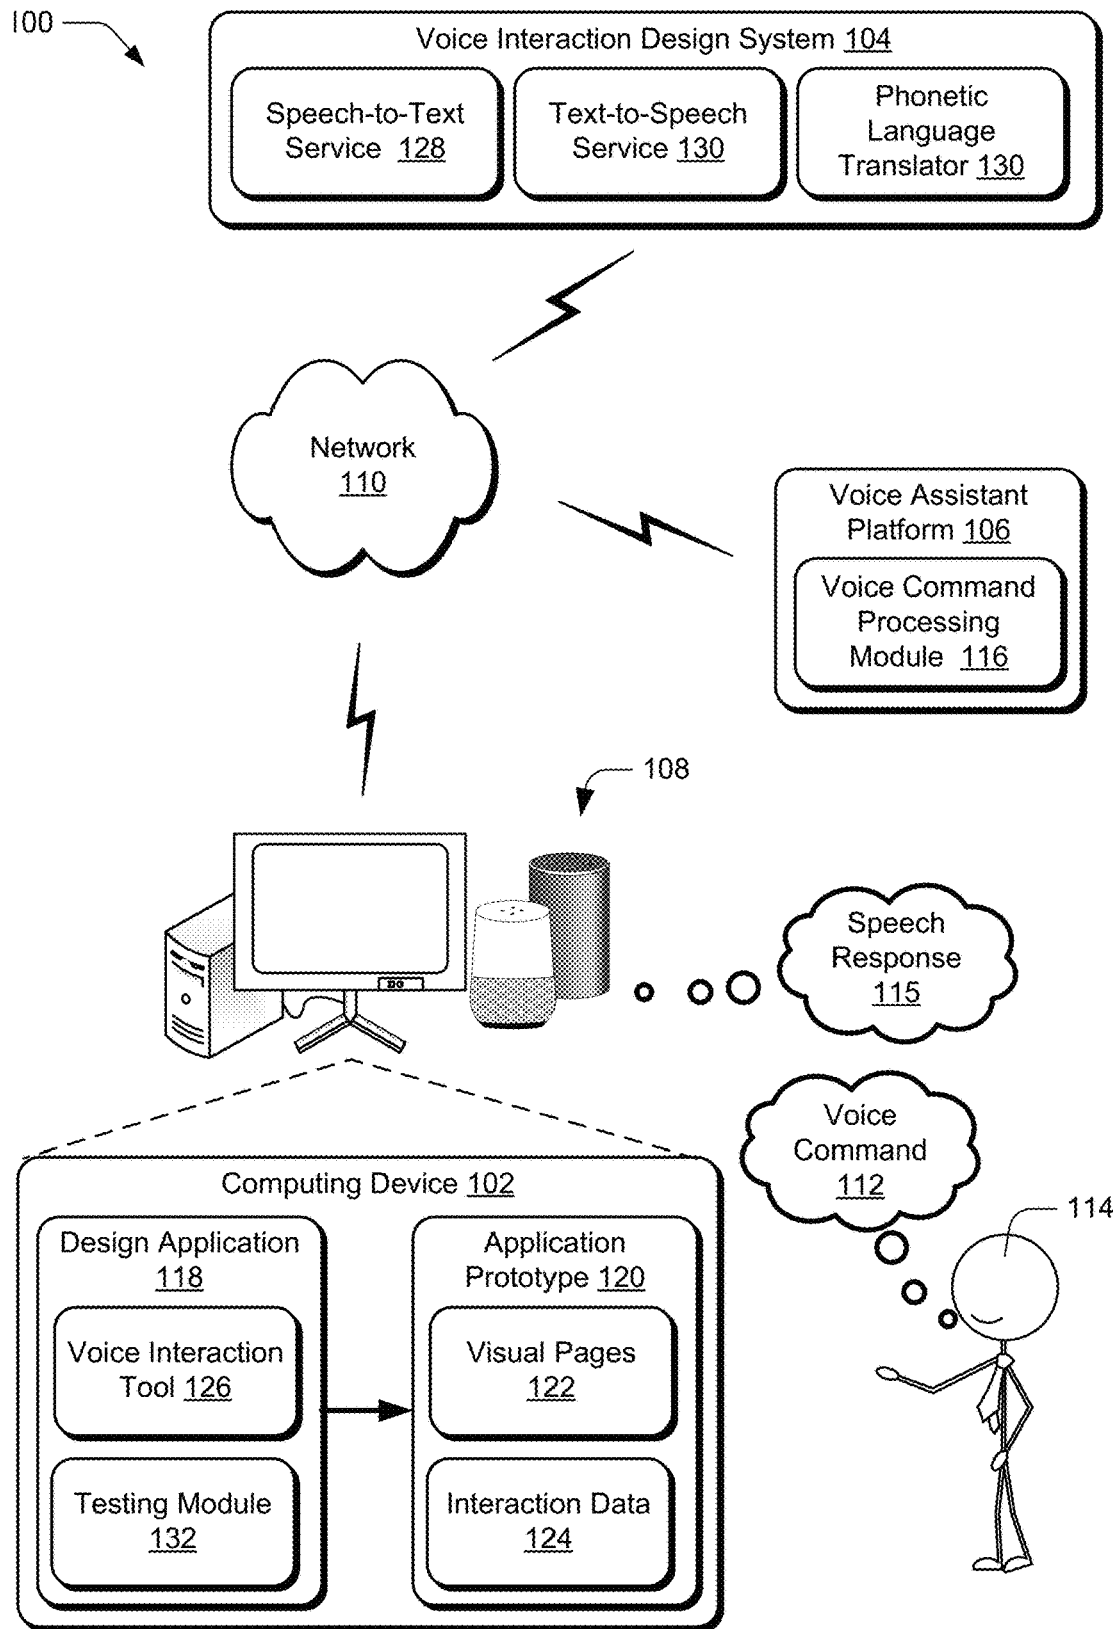 100
Voice Interaction Design System 104
Speech-to-Text
Service 128
Text-to-Speech
Service 130
Phonetic
Language
Translator 130
Network
110
Voice Assistant
Platform 106
Voice Command
Processing
Module 116
108
Speech
Response
115
Voice
Command
112
114
Computing Device 102
Design Application
118
Voice Interaction
Tool 126
Testing Module
132
Application
Prototype 120
Visual Pages
122
Interaction Data
124